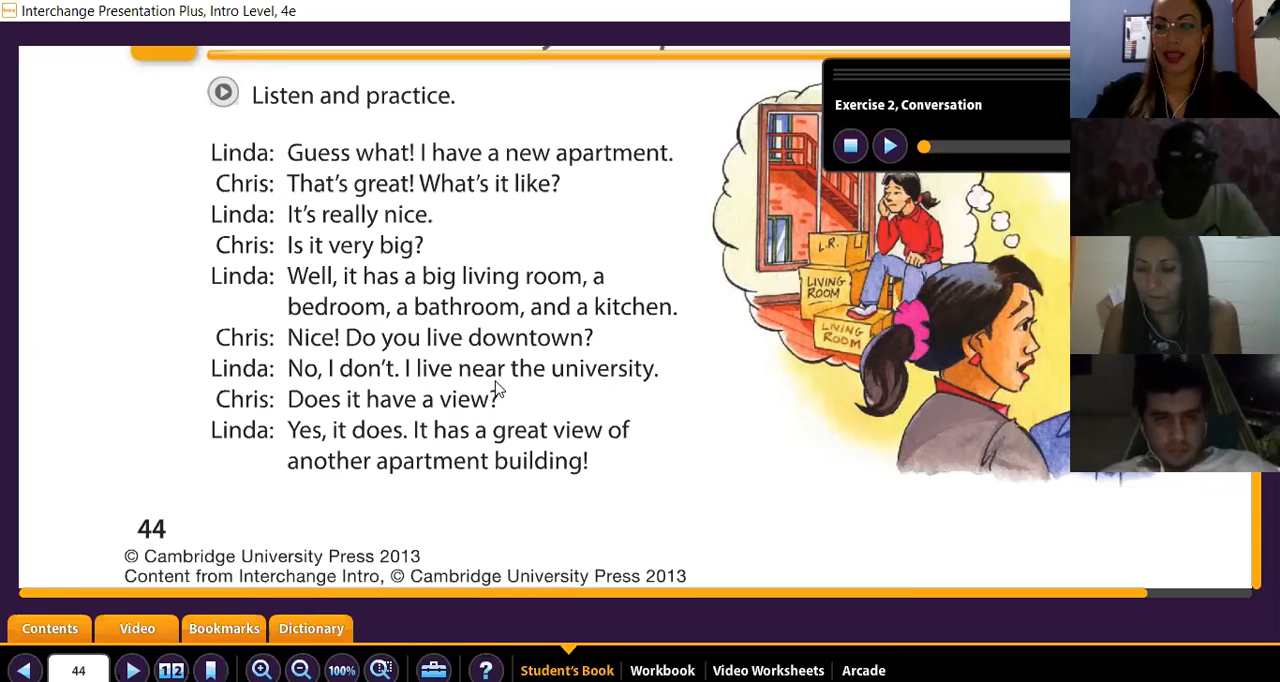 Interchange Presentation Plus, Intro Level, 4e
Listen and practice.
Exercise 2, Conversation
Linda: Guess what! I have a new apartment.
Chris: That's great! What's it like?
Linda: It's really nice.
Chris: Is it very big?
Linda: Well, it has a big living room, a
bedroom, a bathroom, and a kitchen.
Chris: Nice! Do you live downtown?
Linda: No, I don't. I live near the university.
Chris: Does it have a view?
Linda: Yes, it does. It has a great view of
another apartment building!
L.R.
LIVING
ROOM
LIVING
ROOM
44
© Cambridge University Press 2013
Content from Interchange Intro, © Cambridge University Press 2013
Contents Video Bookmarks Dictionary
44 1 2 100% ? Student's Book Workbook Video Worksheets Arcade